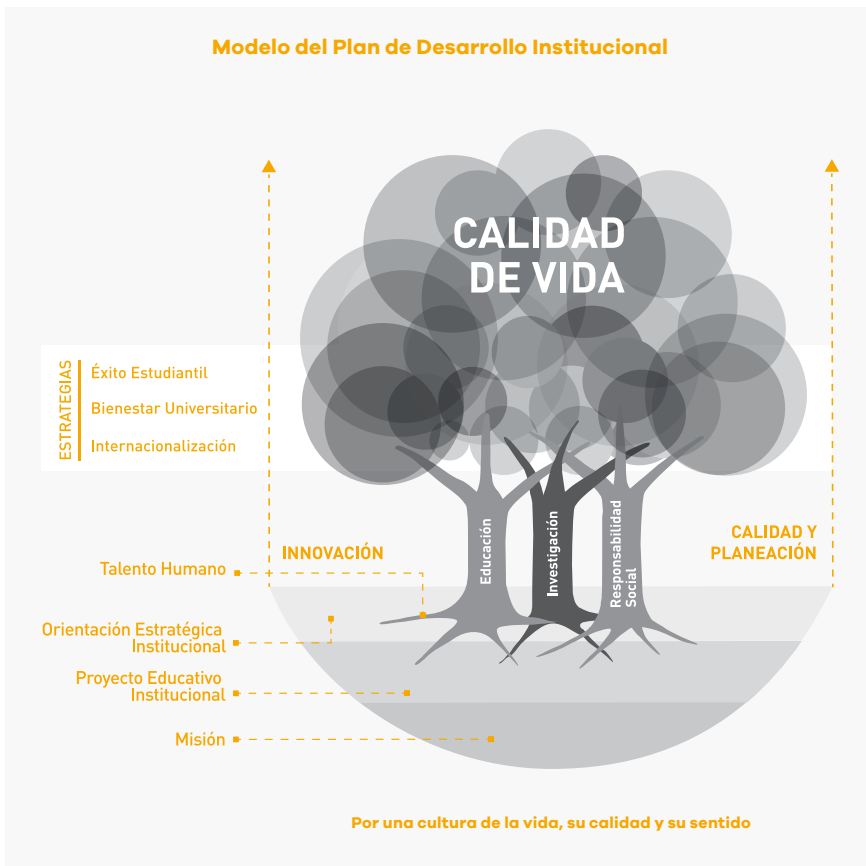 Modelo del Plan de Desarrollo Institucional
CALIDAD
DE VIDA
ESTRATEGIAS
Éxito Estudiantil
Bienestar Universitario
Internacionalización
Educación
Investigación
Responsabilidad
Social
INNOVACIÓN
CALIDAD Y
PLANEACIÓN
Talento Humano
Orientación Estratégica
Institucional
Proyecto Educativo
Institucional
Misión
Por una cultura de la vida, su calidad y su sentido